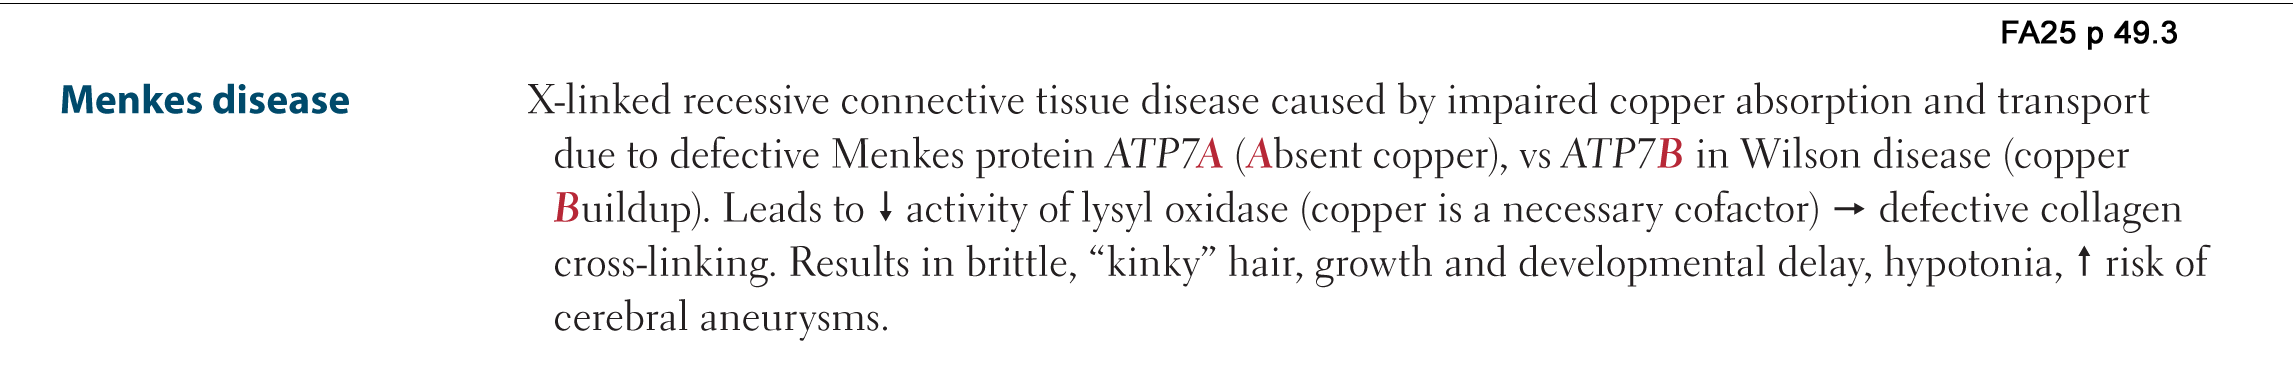 FA25 p 49.3
Menkes disease
X-linked recessive connective tissue disease caused by impaired copper absorption and transport
due to defective Menkes protein ATP7A (Absent copper), vs ATP7B in Wilson disease (copper
Buildup). Leads to ↓ activity of lysyl oxidase (copper is a necessary cofactor) → defective collagen
cross-linking. Results in brittle, “kinky” hair, growth and developmental delay, hypotonia, ↑ risk of
cerebral aneurysms.